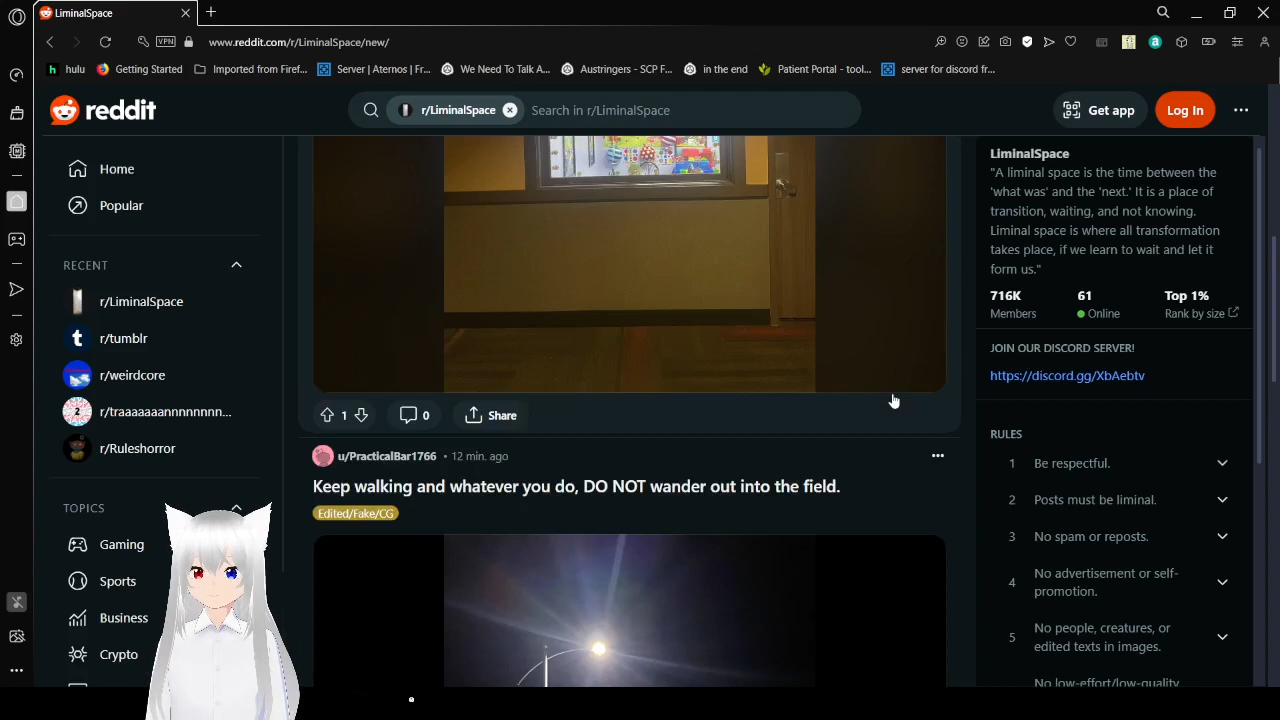 LiminalSpace
VPN
www.reddit.com/r/LiminalSpace/new/
hulu
Getting Started
Imported from Firef...
Server | Aternos | Fr...
We Need To Talk A...
Austringers - SCP F...
in the end
Patient Portal - tool...
server for discord fr...
reddit
r/LiminalSpace
Search in r/LiminalSpace
Get app
Log In
Home
Popular
RECENT
r/LiminalSpace
r/tumblr
r/weirdcore
r/traaaaaaannnnnnnn...
r/Ruleshorror
TOPICS
Gaming
Sports
Business
Crypto
1
0
Share
u/PracticalBar1766 • 12 min. ago
Keep walking and whatever you do, DO NOT wander out into the field.
Edited/Fake/CG
LiminalSpace
"A liminal space is the time between the
'what was' and the 'next.' It is a place of
transition, waiting, and not knowing.
Liminal space is where all transformation
takes place, if we learn to wait and let it
form us."
716K
Members
61
Online
Top 1%
Rank by size
JOIN OUR DISCORD SERVER!
https://discord.gg/XbAebtv
RULES
1 Be respectful.
2 Posts must be liminal.
3 No spam or reposts.
4 No advertisement or self-
promotion.
5 No people, creatures, or
edited texts in images.
No low-effort/low-quality